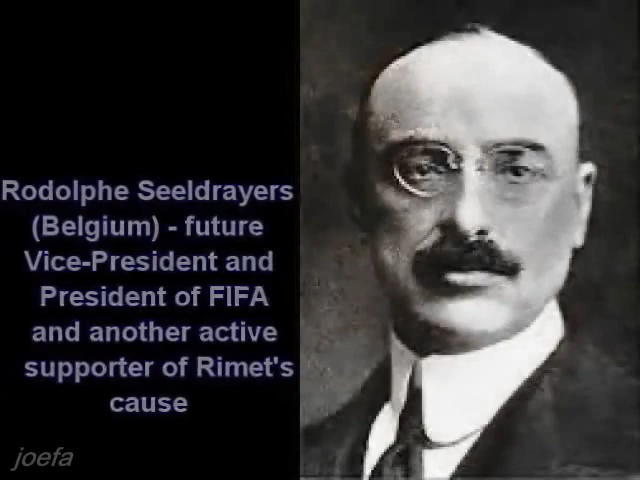 Rodolphe Seeldrayers
(Belgium) - future
Vice-President and
President of FIFA
and another active
supporter of Rimet's
cause
joefa